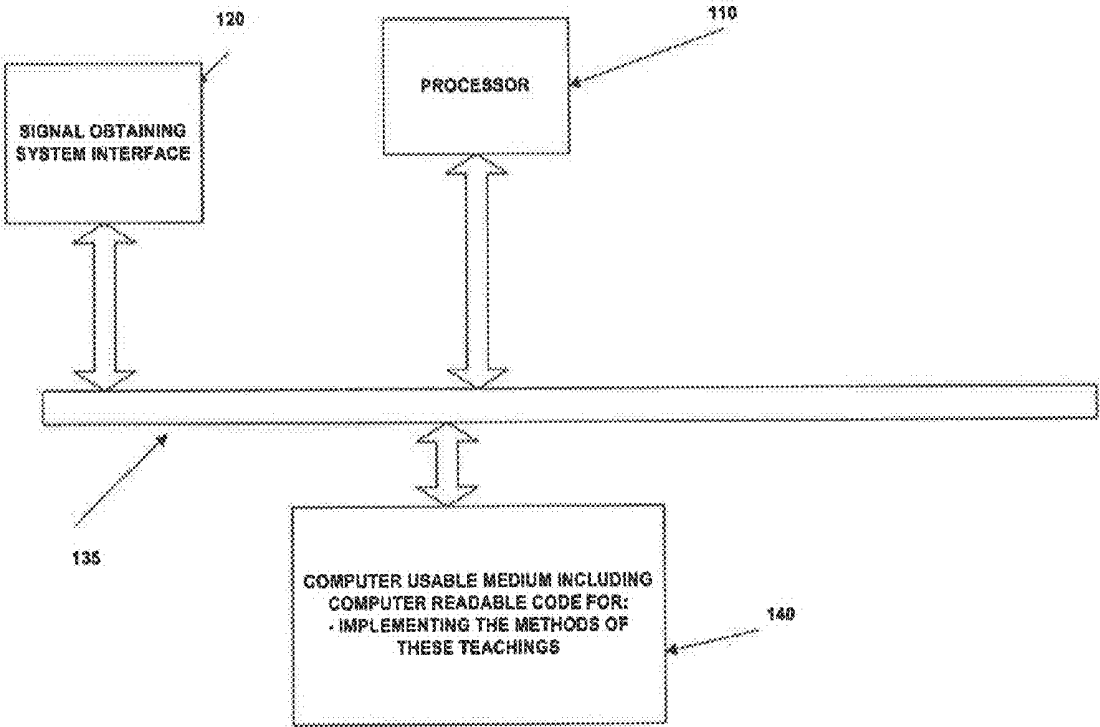 120
110
SIGNAL OBTAINING
SYSTEM INTERFACE
PROCESSOR
135
COMPUTER USABLE MEDIUM INCLUDING
COMPUTER READABLE CODE FOR:
- IMPLEMENTING THE METHODS OF
THESE TEACHINGS
140